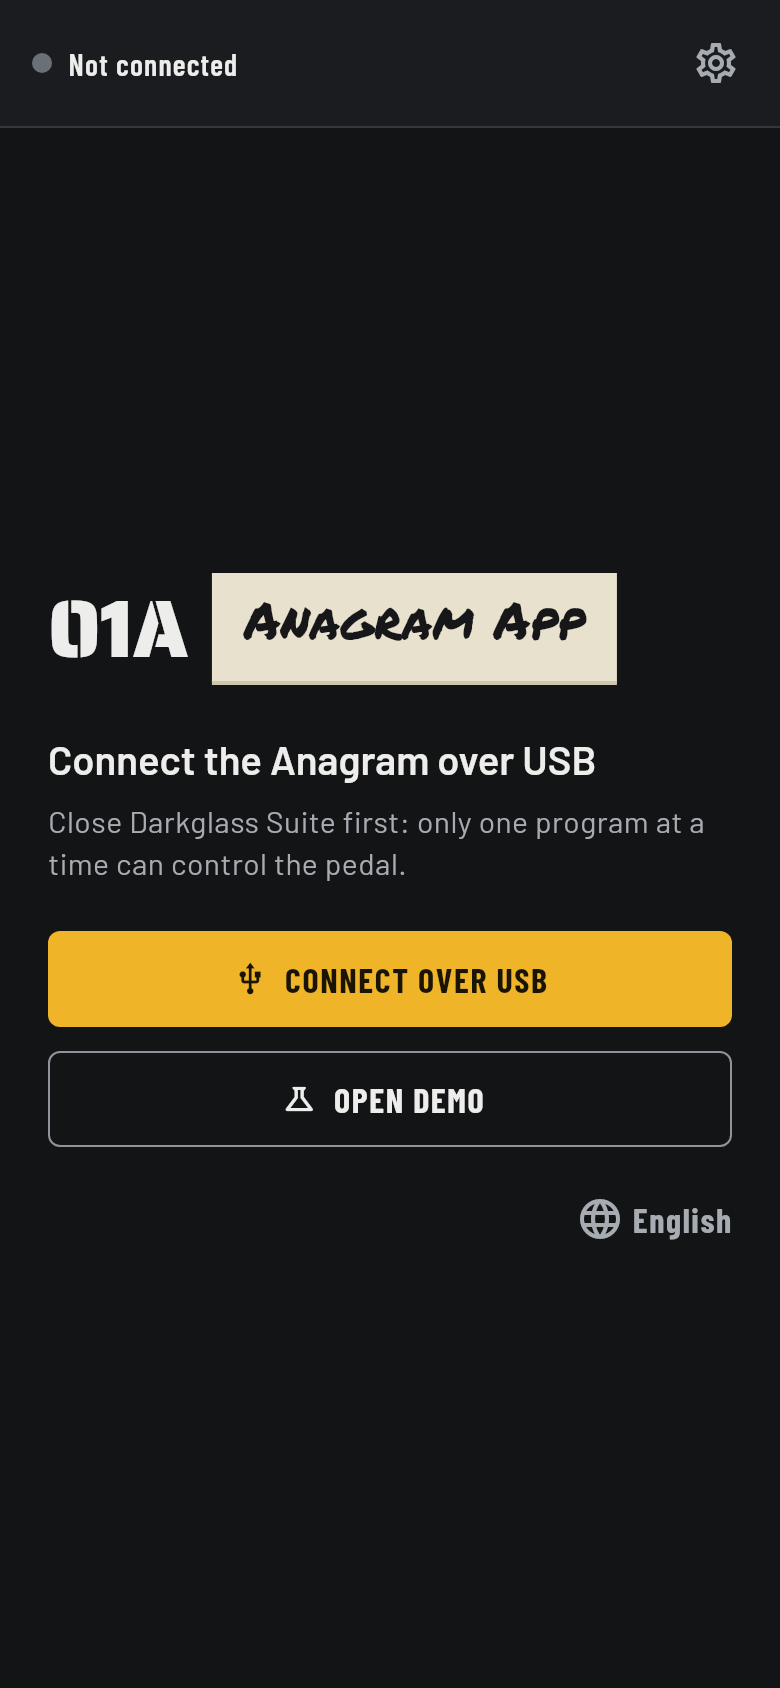 Not connected
01A Anagram App
Connect the Anagram over USB
Close Darkglass Suite first: only one program at a
time can control the pedal.
CONNECT OVER USB
OPEN DEMO
English